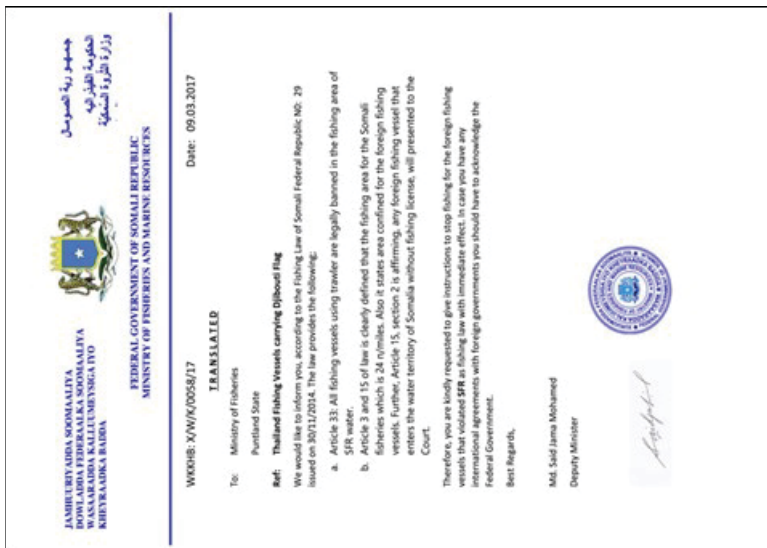 JAMHUURIYADDA SOOMAALIYA
DOWLADDA FEDERAALKA SOOMAALIYA
WASAARADDA KALLUUMEYSIGA IYO
KHEYRAADKA BADDA
جمهورية الصومال
الحكومة الفيدرالية
وزارة الثروة السمكية
FEDERAL GOVERNMENT OF SOMALI REPUBLIC
MINISTRY OF FISHERIES AND MARINE RESOURCES
WKKHB: X/W/K/0058/17 Date: 09.03.2017
TRANSLATED
To: Ministry of Fisheries
Puntland State
Ref: Thailand Fishing Vessels carrying Djibouti Flag
We would like to inform you, according to the Fishing Law of Somali Federal Republic N0: 29
issued on 30/11/2014. The law provides the following:
a. Article 33: All fishing vessels using trawler are legally banned in the fishing area of
SFR water.
b. Article 3 and 15 of law is clearly defined that the fishing area for the Somali
fisheries which is 24 n/miles. Also it states area confined for the foreign fishing
vessels. Further, Article 15, section 2 is affirming, any foreign fishing vessel that
enters the water territory of Somalia without fishing license, will presented to the
Court.
Therefore, you are kindly requested to give instructions to stop fishing for the foreign fishing
vessels that violated SFR as fishing law with immediate effect. In case you have any
international agreements with foreign governments you should have to acknowledge the
Federal Government.
Best Regards,
Md. Said Jama Mohamed
Deputy Minister